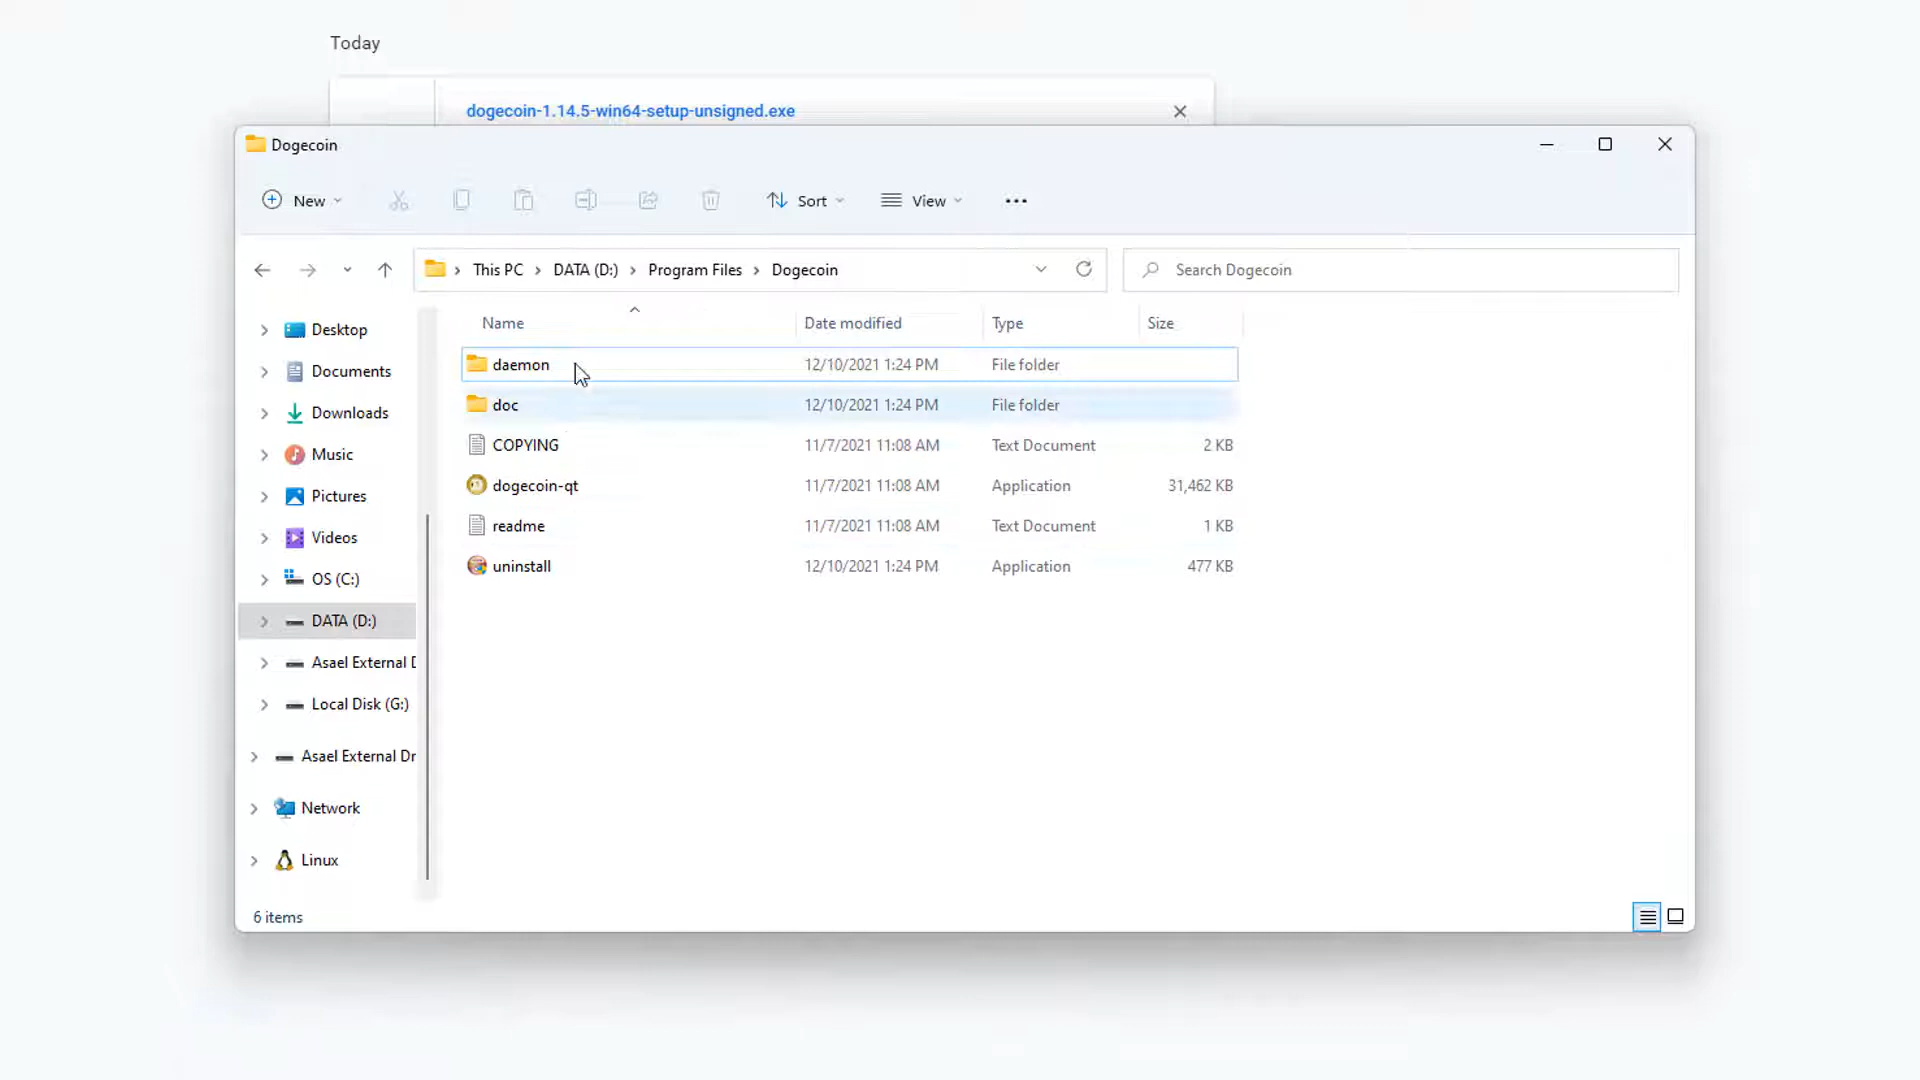 Today
dogecoin-1.14.5-win64-setup-unsigned.exe
Dogecoin
New
Sort
View
This PC
DATA (D:)
Program Files
Dogecoin
Search Dogecoin
Name Date modified Type Size
daemon 12/10/2021 1:24 PM File folder
doc 12/10/2021 1:24 PM File folder
COPYING 11/7/2021 11:08 AM Text Document 2 KB
dogecoin-qt 11/7/2021 11:08 AM Application 31,462 KB
readme 11/7/2021 11:08 AM Text Document 1 KB
uninstall 12/10/2021 1:24 PM Application 477 KB
Desktop
Documents
Downloads
Music
Pictures
Videos
OS (C:)
DATA (D:)
Asael External D
Local Disk (G:)
Asael External Dr
Network
Linux
6 items